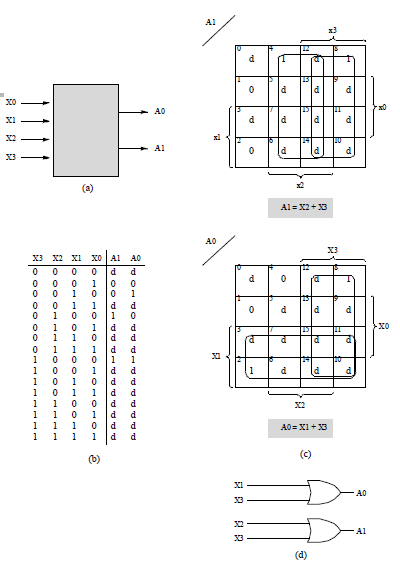 X0
X1
X2
X3
A0
A1
(a)
A1
x3
0 4 12 8
d 1 d 1
1 5 13 9
0 d d d
x0
3 7 15 11
d d d d
x1
2 6 14 10
0 d d d
x2
A1 = X2 + X3
X3 X2 X1 X0 A1 A0
0 0 0 0 d d
0 0 0 1 0 0
0 0 1 0 0 1
0 0 1 1 d d
0 1 0 0 1 0
0 1 0 1 d d
0 1 1 0 d d
0 1 1 1 d d
1 0 0 0 1 1
1 0 0 1 d d
1 0 1 0 d d
1 0 1 1 d d
1 1 0 0 d d
1 1 0 1 d d
1 1 1 0 d d
1 1 1 1 d d
(b)
A0
X3
0 4 12 8
d 0 d 1
1 5 13 9
0 d d d
X0
3 7 15 11
d d d d
X1
2 6 14 10
1 d d d
X2
A0 = X1 + X3
(c)
X1
X3
A0
X2
X3
A1
(d)